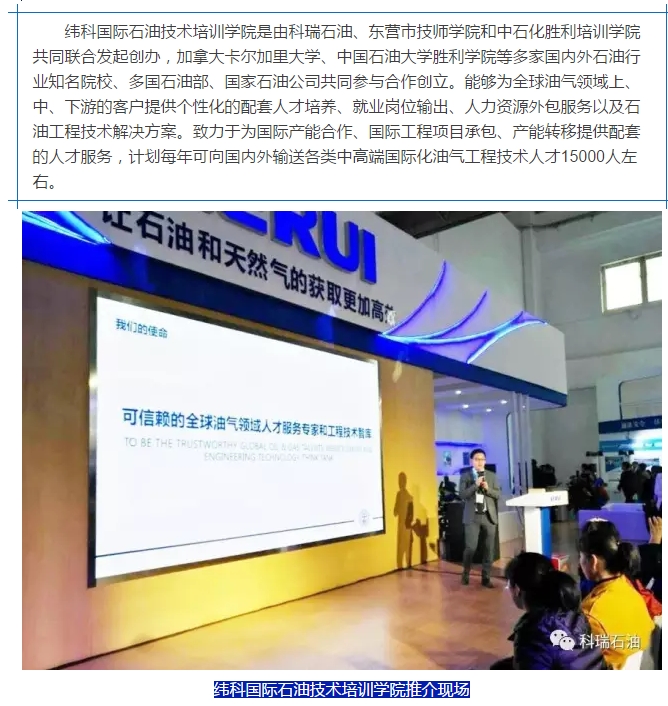 纬科国际石油技术培训学院是由科瑞石油、东营市技师学院和中石化胜利培训学院
共同联合发起创办，加拿大卡尔加里大学、中国石油大学胜利学院等多家国内外石油行
业知名院校、多国石油部、国家石油公司共同参与合作创立。能够为全球油气领域上、
中、下游的客户提供个性化的配套人才培养、就业岗位输出、人力资源外包服务以及石
油工程技术解决方案。致力于为国际产能合作、国际工程项目承包、产能转移提供配套
的人才服务，计划每年可向国内外输送各类中高端国际化油气工程技术人才15000人左
右。
ERUI
让石油和天然气的获取更加高
我们的使命
可信赖的全球油气领域人才服务专家和工程技术智库
TO BE THE TRUSTWORTHY GLOBAL OIL & GAS TALENTS
ENGINEERING TECHNOLOGY THINK TANK
科瑞石油
纬科国际石油技术培训学院推介现场